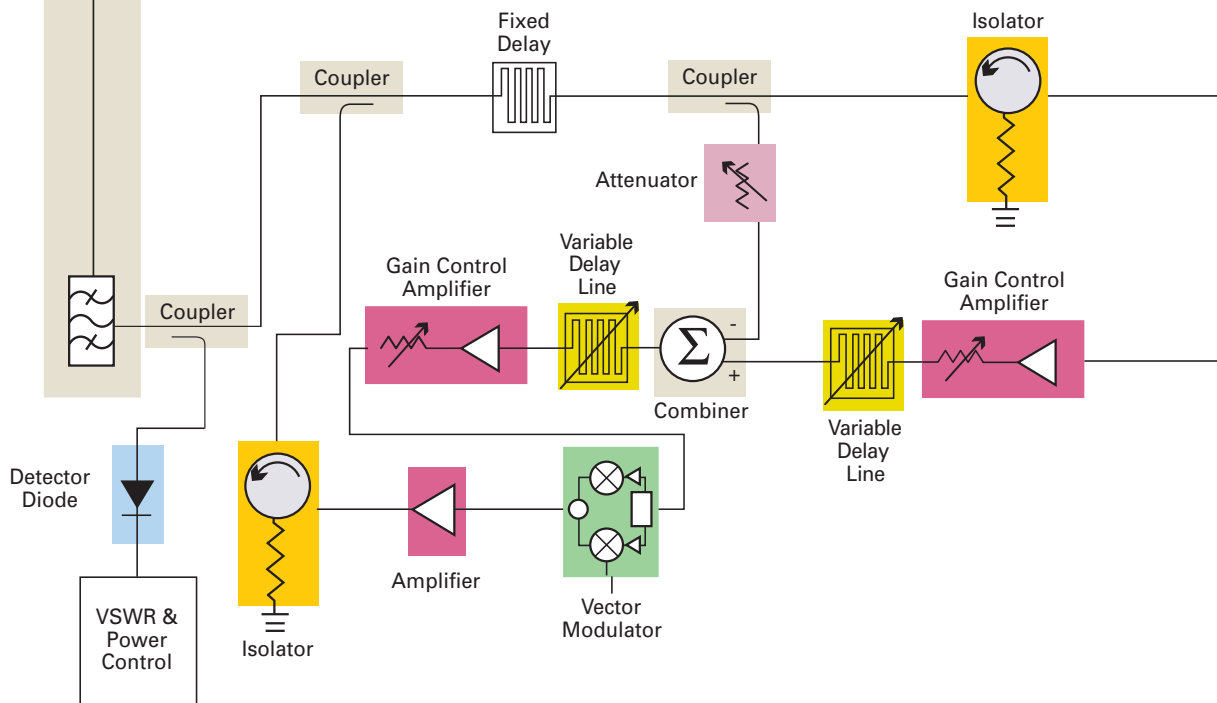 Fixed
Delay
Isolator
Coupler
Coupler
Attenuator
Variable
Delay
Line
Gain Control
Amplifier
Gain Control
Amplifier
Coupler
Σ
-
+
Combiner
Variable
Delay
Line
Detector
Diode
Amplifier
Vector
Modulator
VSWR &
Power
Control
Isolator